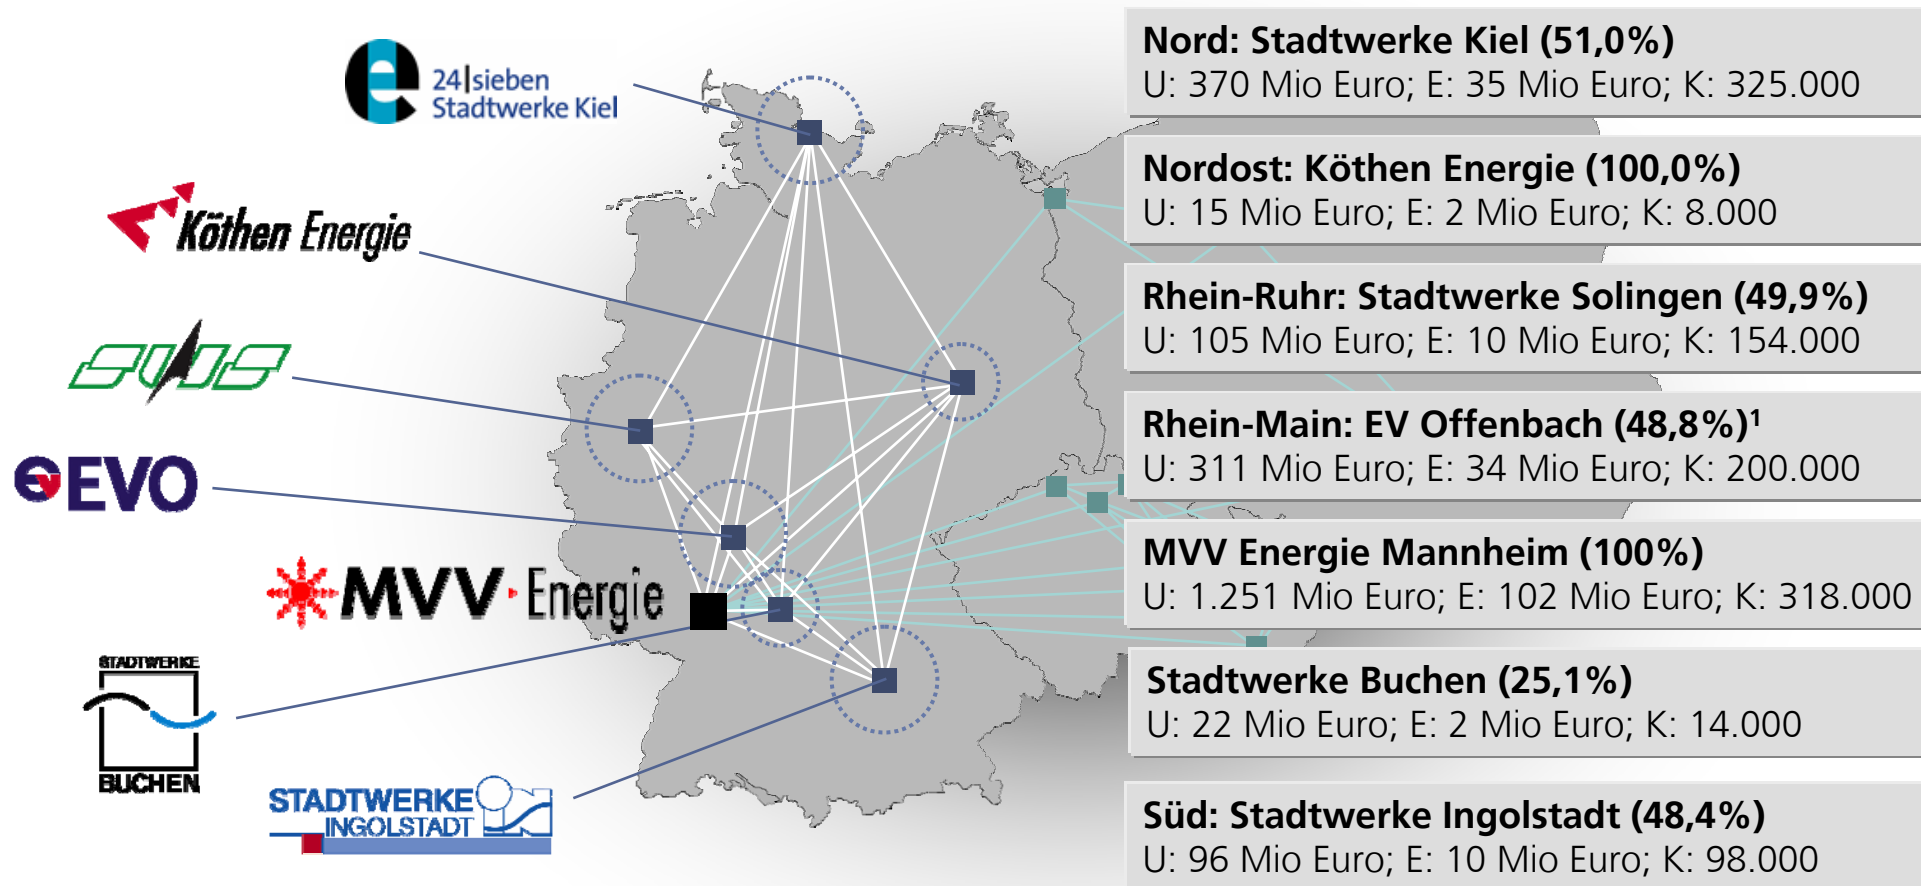 24|sieben
Stadtwerke Kiel
Köthen Energie
SWS
ev EVO
MVV Energie
STADTWERKE
BUCHEN
STADTWERKE
INGOLSTADT
Nord: Stadtwerke Kiel (51,0%)
U: 370 Mio Euro; E: 35 Mio Euro; K: 325.000
Nordost: Köthen Energie (100,0%)
U: 15 Mio Euro; E: 2 Mio Euro; K: 8.000
Rhein-Ruhr: Stadtwerke Solingen (49,9%)
U: 105 Mio Euro; E: 10 Mio Euro; K: 154.000
Rhein-Main: EV Offenbach (48,8%)¹
U: 311 Mio Euro; E: 34 Mio Euro; K: 200.000
MVV Energie Mannheim (100%)
U: 1.251 Mio Euro; E: 102 Mio Euro; K: 318.000
Stadtwerke Buchen (25,1%)
U: 22 Mio Euro; E: 2 Mio Euro; K: 14.000
Süd: Stadtwerke Ingolstadt (48,4%)
U: 96 Mio Euro; E: 10 Mio Euro; K: 98.000